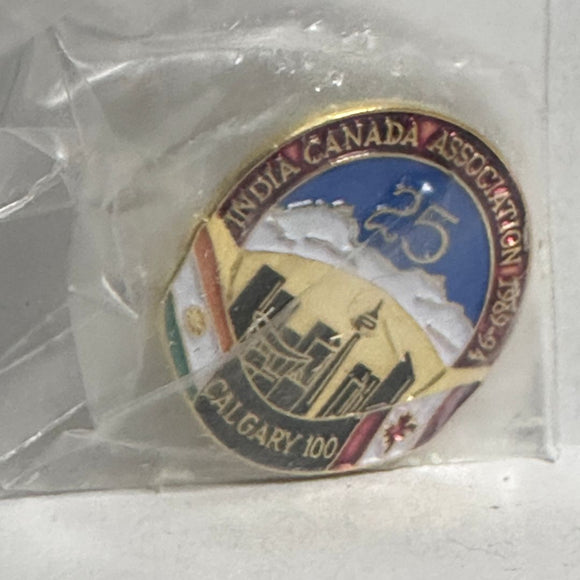 INDIA CANADA ASSOCIATION 1969-94
25
CALGARY 100